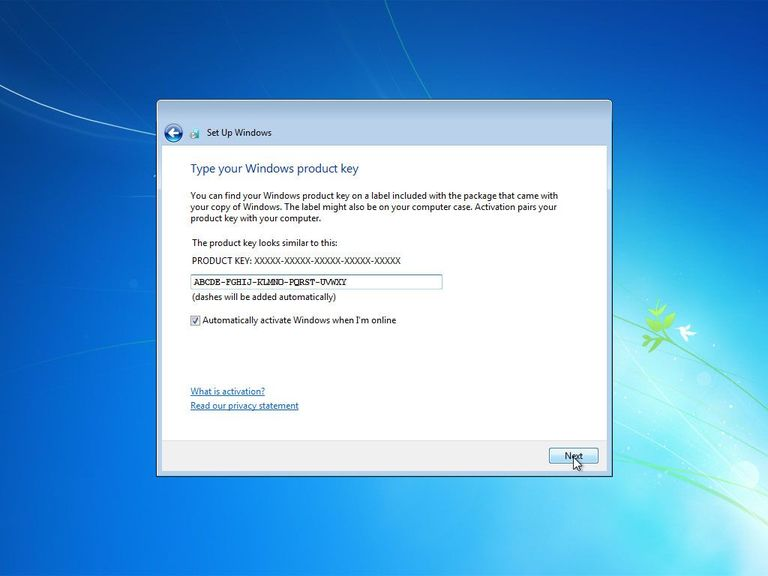 Set Up Windows
Type your Windows product key
You can find your Windows product key on a label included with the package that came with
your copy of Windows. The label might also be on your computer case. Activation pairs your
product key with your computer.
The product key looks similar to this:
PRODUCT KEY: XXXXX-XXXXX-XXXXX-XXXXX-XXXXX
ABCDE-FGHIJ-KLMNO-PQRST-UVWXY
(dashes will be added automatically)
Automatically activate Windows when I'm online
What is activation?
Read our privacy statement
Next